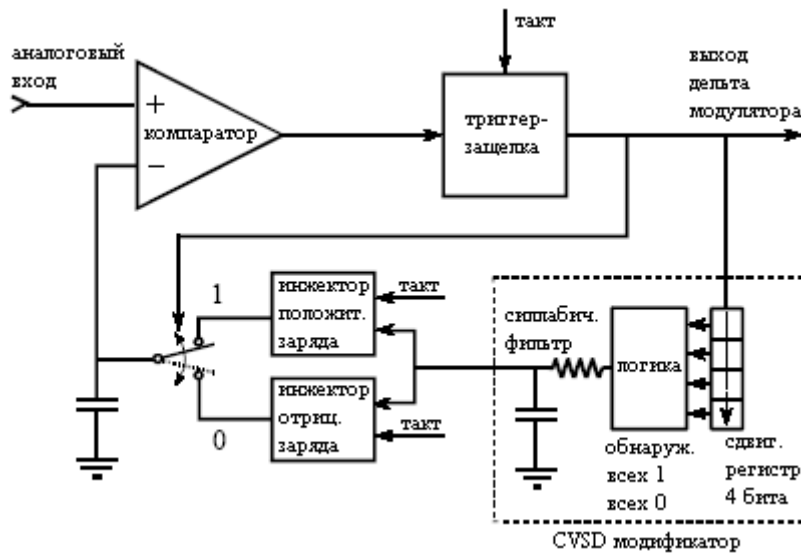 такт
аналоговый
вход
выход
дельта
модулятора
+
компаратор
−
триггер-
защелка
1
инжектор
положит.
заряда
такт
0
инжектор
отриц.
заряда
такт
силлабич.
фильтр
логика
обнаруж.
всех 1
всех 0
сдвиг.
регистр
4 бита
CVSD модификатор